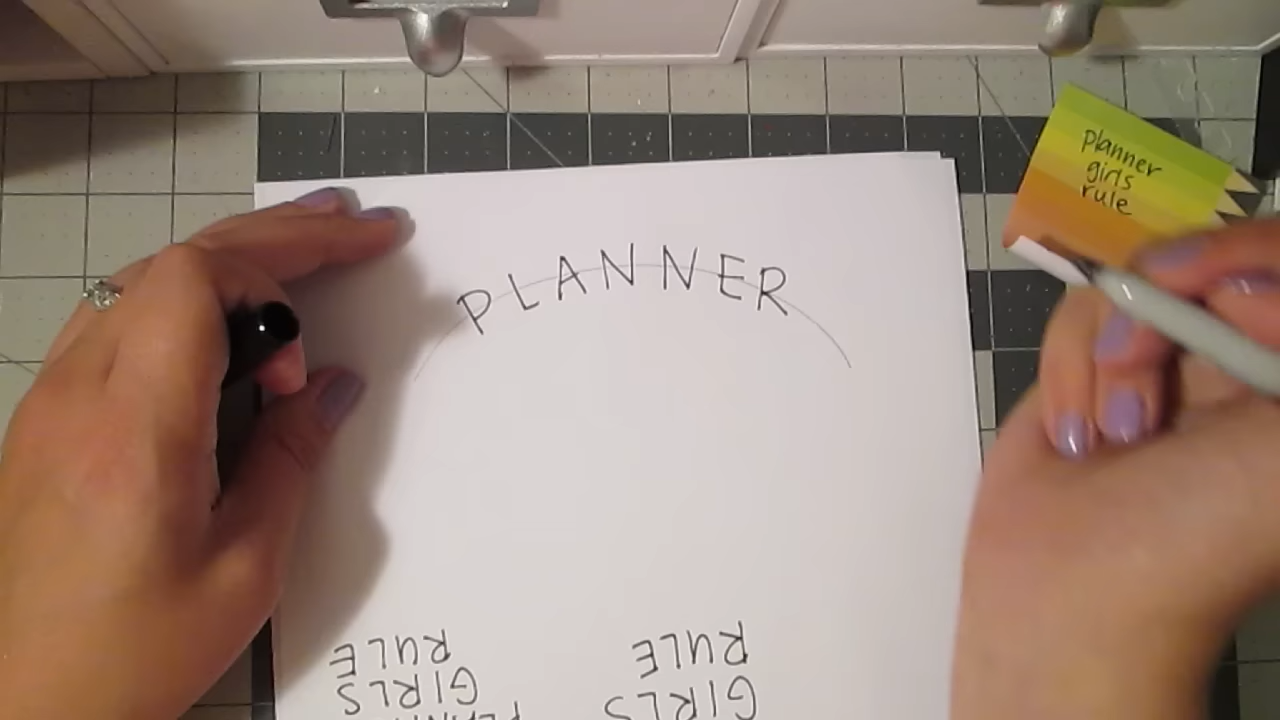 planner
girls
rule
PLANNER
RULE
RULE
GIRLS
GIRLS